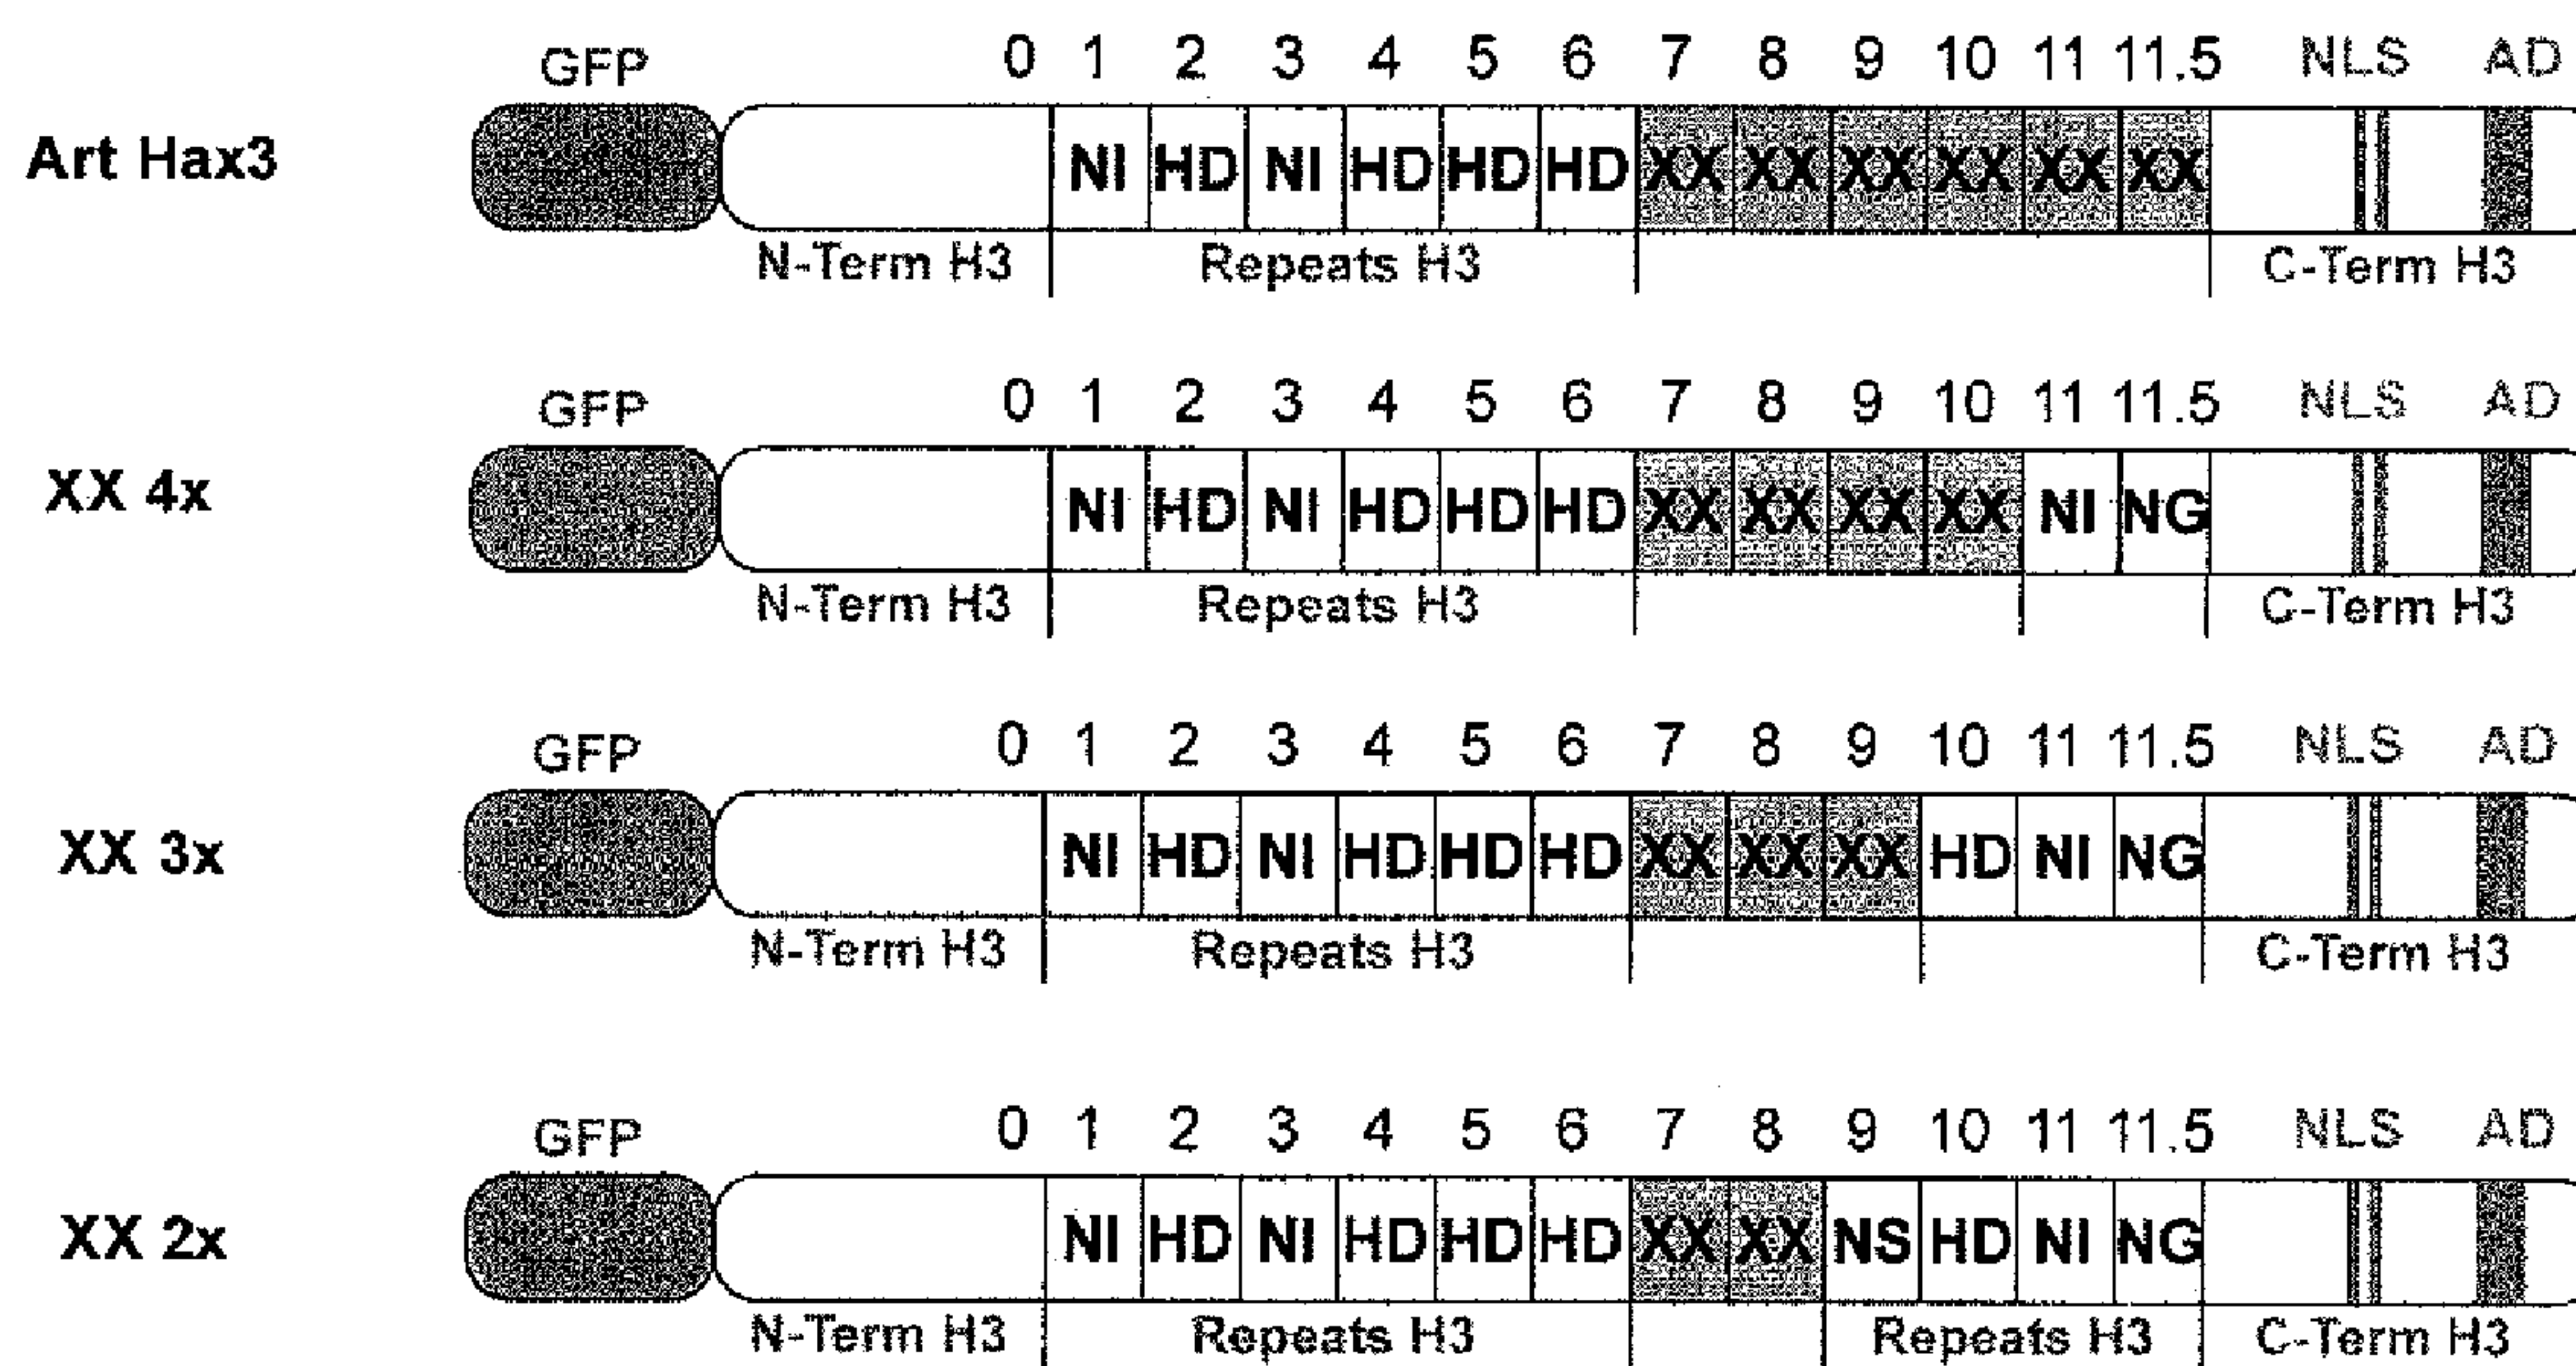 GFP 0 1 2 3 4 5 6 7 8 9 10 11 11.5 NLS AD
Art Hax3 NI HD NI HD HD HD XX XX XX XX XX XX
N-Term H3 Repeats H3 C-Term H3
GFP 0 1 2 3 4 5 6 7 8 9 10 11 11.5 NLS AD
XX 4x NI HD NI HD HD HD XX XX XX XX NI NG
N-Term H3 Repeats H3 C-Term H3
GFP 0 1 2 3 4 5 6 7 8 9 10 11 11.5 NLS AD
XX 3x NI HD NI HD HD HD XX XX XX HD NI NG
N-Term H3 Repeats H3 C-Term H3
GFP 0 1 2 3 4 5 6 7 8 9 10 11 11.5 NLS AD
XX 2x NI HD NI HD HD HD XX XX NS HD NI NG
N-Term H3 Repeats H3 Repeats H3 C-Term H3